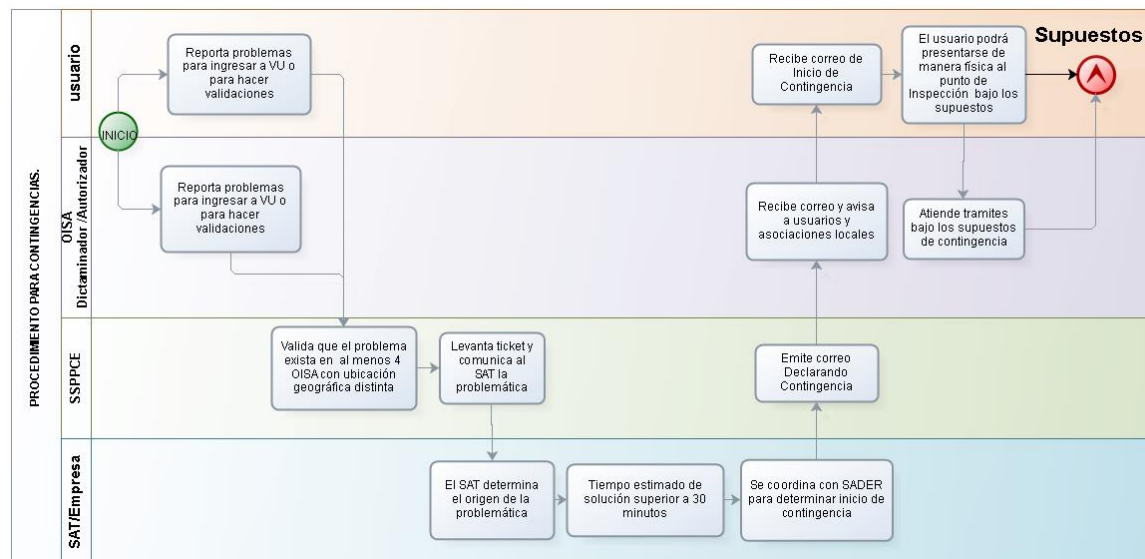 PROCEDIMIENTO PARA CONTINGENCIAS.
usuario
INICIO
Reporta problemas
para ingresar a VU o
para hacer
validaciones
Recibe correo de
Inicio de
Contingencia
El usuario podrá
presentarse de
manera física al
punto de
Inspección bajo los
supuestos
Supuestos
OISA
Dictaminador /Autorizador
Reporta problemas
para ingresar a VU o
para hacer
validaciones
Recibe correo y avisa
a usuarios y
asociaciones locales
Atiende tramites
bajo los supuestos
de contingencia
SSPPCE
Valida que el problema
exista en al menos 4
OISA con ubicación
geográfica distinta
Levanta ticket y
comunica al
SAT la
problemática
Emite correo
Declarando
Contingencia
SAT/Empresa
El SAT determina
el origen de la
problemática
Tiempo estimado de
solución superior a 30
minutos
Se coordina con SADER
para determinar inicio de
contingencia